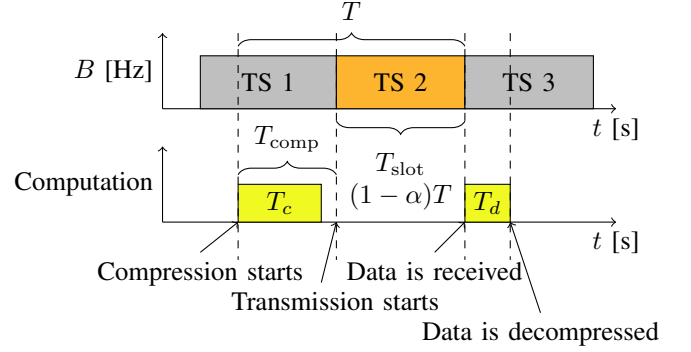 T
B [Hz]
TS 1 TS 2 TS 3
t [s]
T_comp
T_slot
(1 − α)T
Computation
T_c T_d
t [s]
Compression starts Data is received
Transmission starts
Data is decompressed